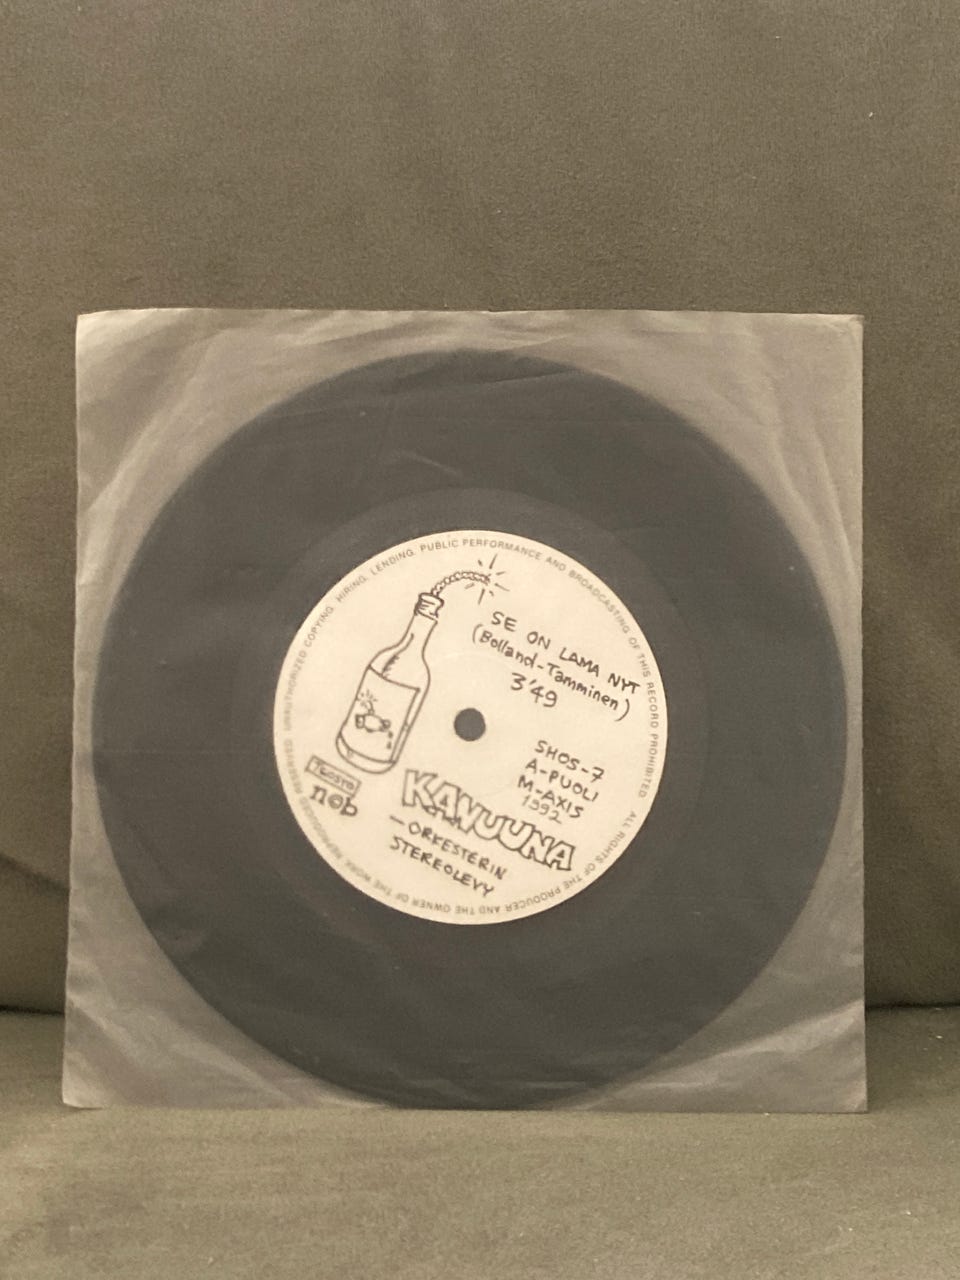 UNAUTHORIZED COPYING, HIRING, LENDING, PUBLIC PERFORMANCE AND BROADCASTING OF THIS RECORD PROHIBITED
ALL RIGHTS OF THE PRODUCER AND THE OWNER OF THE WORK REPRODUCED RESERVED
SE ON LAMA NYT
(Bolland-Tamminen)
3'49
SHOS-7
A-PUOLI
M-AXIS
1992
TEOSTO
nɔb
KANUUNA
-ORKESTERIN
STEREOLEVY